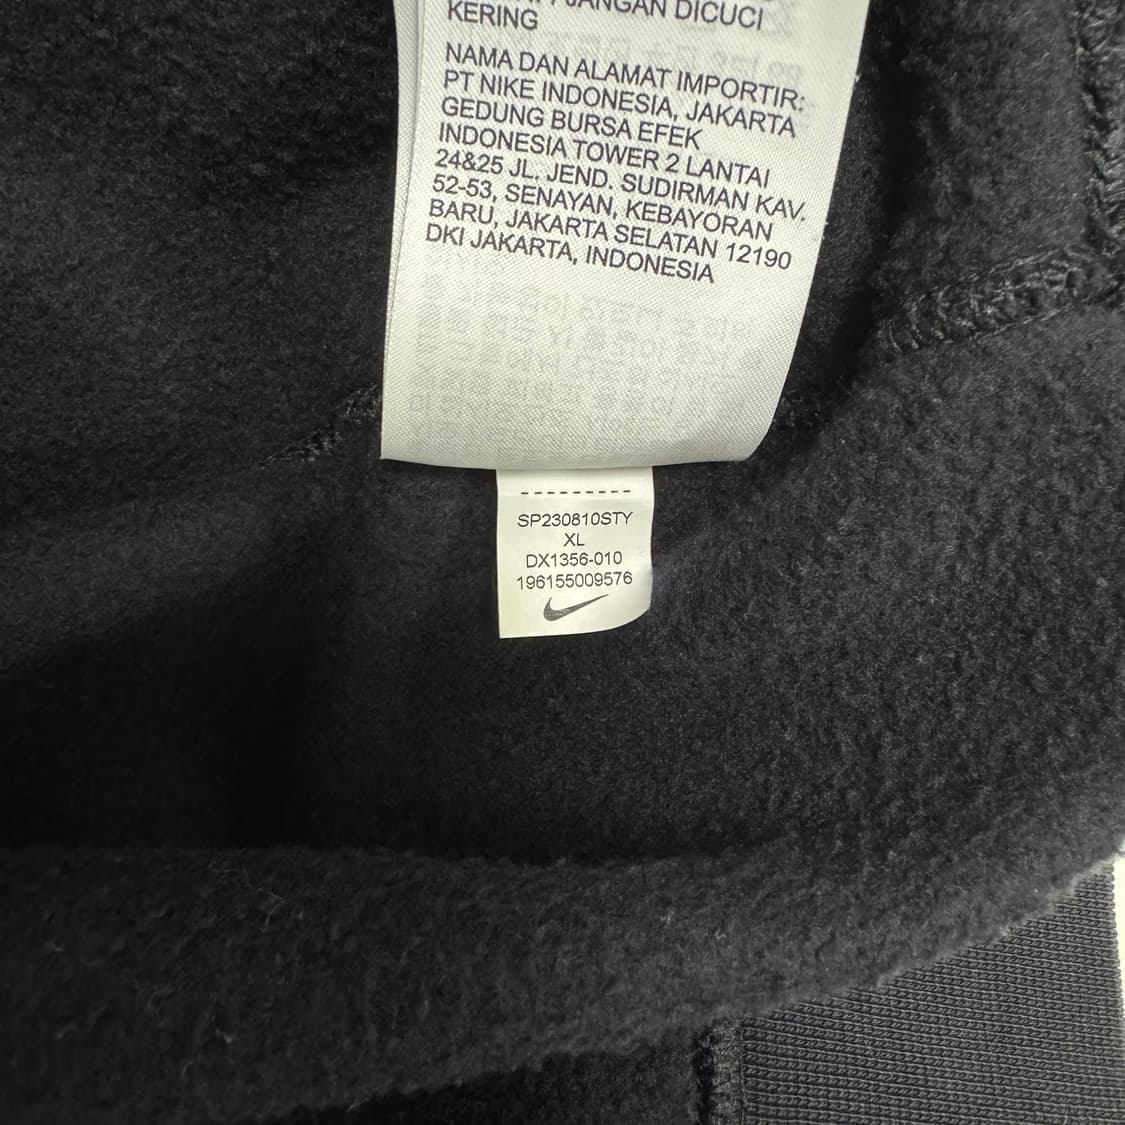 JANGAN DICUCI
KERING
NAMA DAN ALAMAT IMPORTIR:
PT NIKE INDONESIA, JAKARTA
GEDUNG BURSA EFEK
INDONESIA TOWER 2 LANTAI
24&25 JL. JEND. SUDIRMAN KAV.
52-53, SENAYAN, KEBAYORAN
BARU, JAKARTA SELATAN 12190
DKI JAKARTA, INDONESIA
----------
SP230810STY
XL
DX1356-010
196155009576